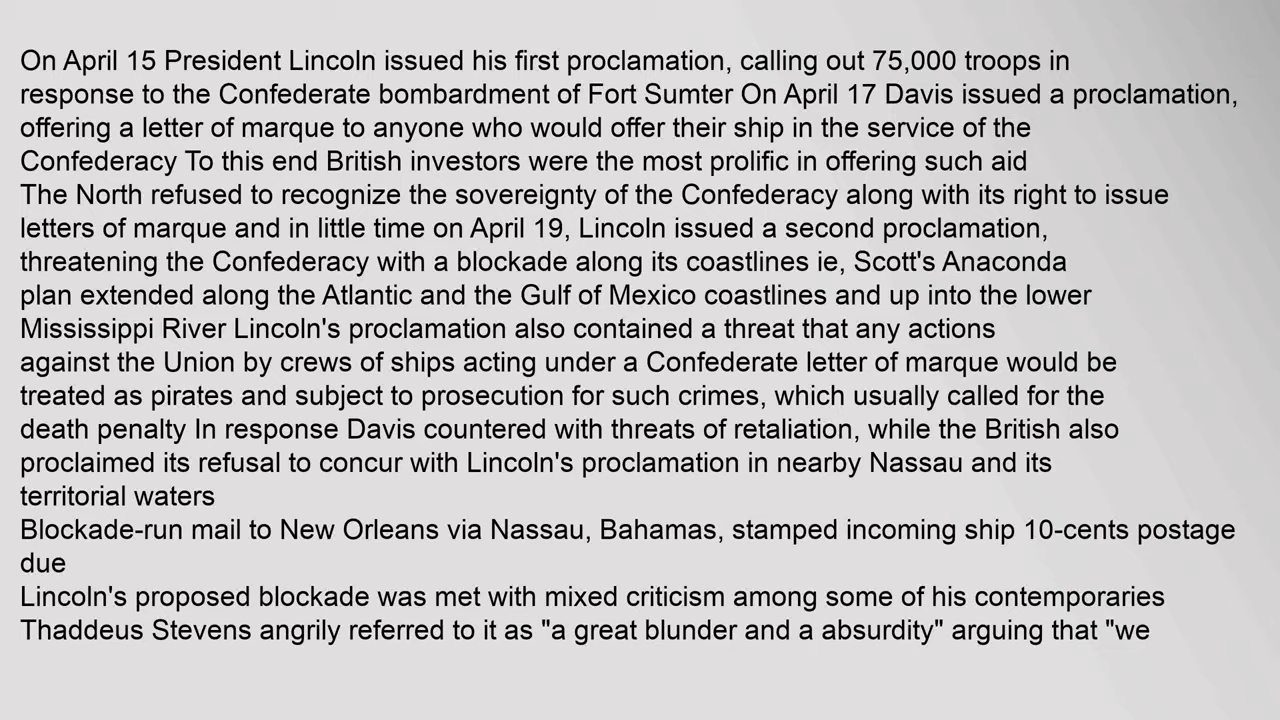 On April 15 President Lincoln issued his first proclamation, calling out 75,000 troops in
response to the Confederate bombardment of Fort Sumter On April 17 Davis issued a proclamation,
offering a letter of marque to anyone who would offer their ship in the service of the
Confederacy To this end British investors were the most prolific in offering such aid
The North refused to recognize the sovereignty of the Confederacy along with its right to issue
letters of marque and in little time on April 19, Lincoln issued a second proclamation,
threatening the Confederacy with a blockade along its coastlines ie, Scott's Anaconda
plan extended along the Atlantic and the Gulf of Mexico coastlines and up into the lower
Mississippi River Lincoln's proclamation also contained a threat that any actions
against the Union by crews of ships acting under a Confederate letter of marque would be
treated as pirates and subject to prosecution for such crimes, which usually called for the
death penalty In response Davis countered with threats of retaliation, while the British also
proclaimed its refusal to concur with Lincoln's proclamation in nearby Nassau and its
territorial waters
Blockade-run mail to New Orleans via Nassau, Bahamas, stamped incoming ship 10-cents postage
due
Lincoln's proposed blockade was met with mixed criticism among some of his contemporaries
Thaddeus Stevens angrily referred to it as "a great blunder and a absurdity" arguing that "we